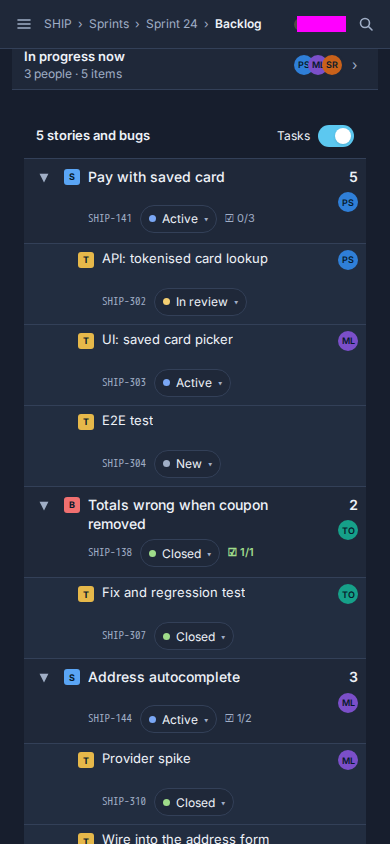 SHIP › Sprints › Sprint 24 › Backlog
In progress now
3 people · 5 items
PS ML SR ›
5 stories and bugs Tasks
▼ S Pay with saved card 5
PS
SHIP-141 Active ▾ ☑ 0/3
T API: tokenised card lookup PS
SHIP-302 In review ▾
T UI: saved card picker ML
SHIP-303 Active ▾
T E2E test
SHIP-304 New ▾
▼ B Totals wrong when coupon 2
removed TO
SHIP-138 Closed ▾ ☑ 1/1
T Fix and regression test TO
SHIP-307 Closed ▾
▼ S Address autocomplete 3
ML
SHIP-144 Active ▾ ☑ 1/2
T Provider spike ML
SHIP-310 Closed ▾
Wire into the address form